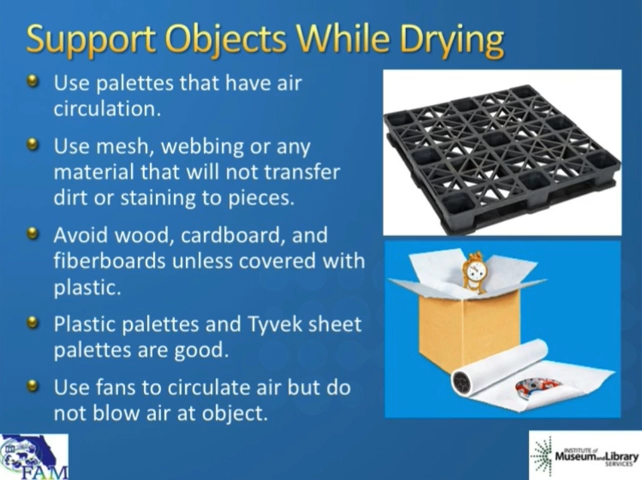 Support Objects While Drying
Use palettes that have air
circulation.
Use mesh, webbing or any
material that will not transfer
dirt or staining to pieces.
Avoid wood, cardboard, and
fiberboards unless covered with
plastic.
Plastic palettes and Tyvek sheet
palettes are good.
Use fans to circulate air but do
not blow air at object.
FAM
INSTITUTE of
Museum and Library
SERVICES